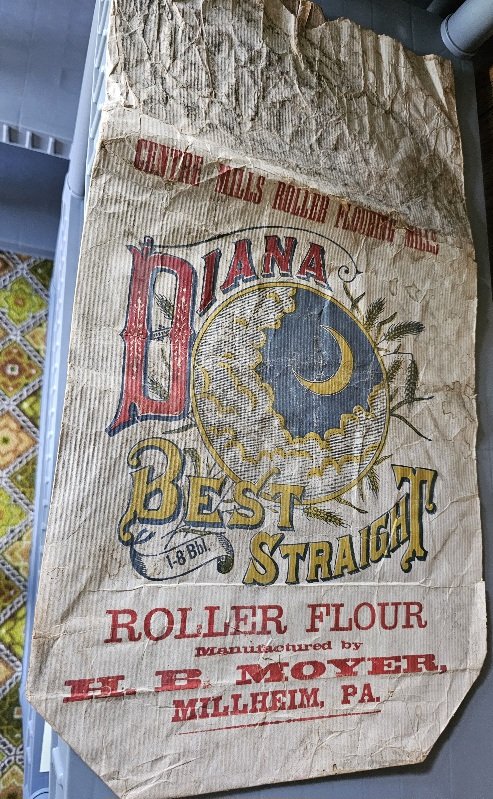 CENTRE MILLS ROLLER FLOURING MILLS
DIANA
BEST
STRAIGHT
1-8 Bbl.
ROLLER FLOUR
Manufactured by
H. B. MOYER,
MILLHEIM, PA.